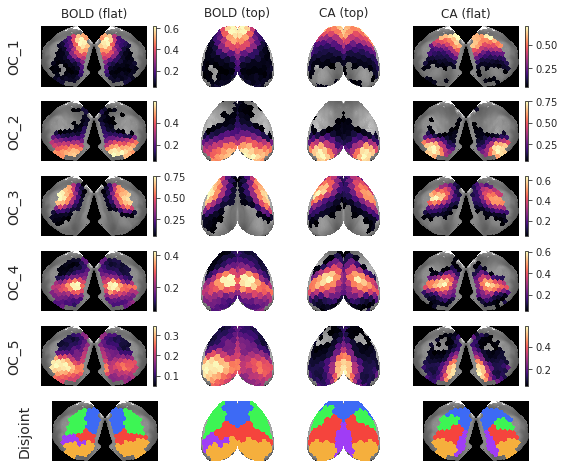 BOLD (flat) BOLD (top) CA (top) CA (flat)
OC_1 0.6 0.4 0.2 0.50 0.25
OC_2 0.4 0.2 0.75 0.50 0.25
OC_3 0.75 0.50 0.25 0.6 0.4 0.2
OC_4 0.4 0.2 0.6 0.4 0.2
OC_5 0.3 0.2 0.1 0.4 0.2
Disjoint